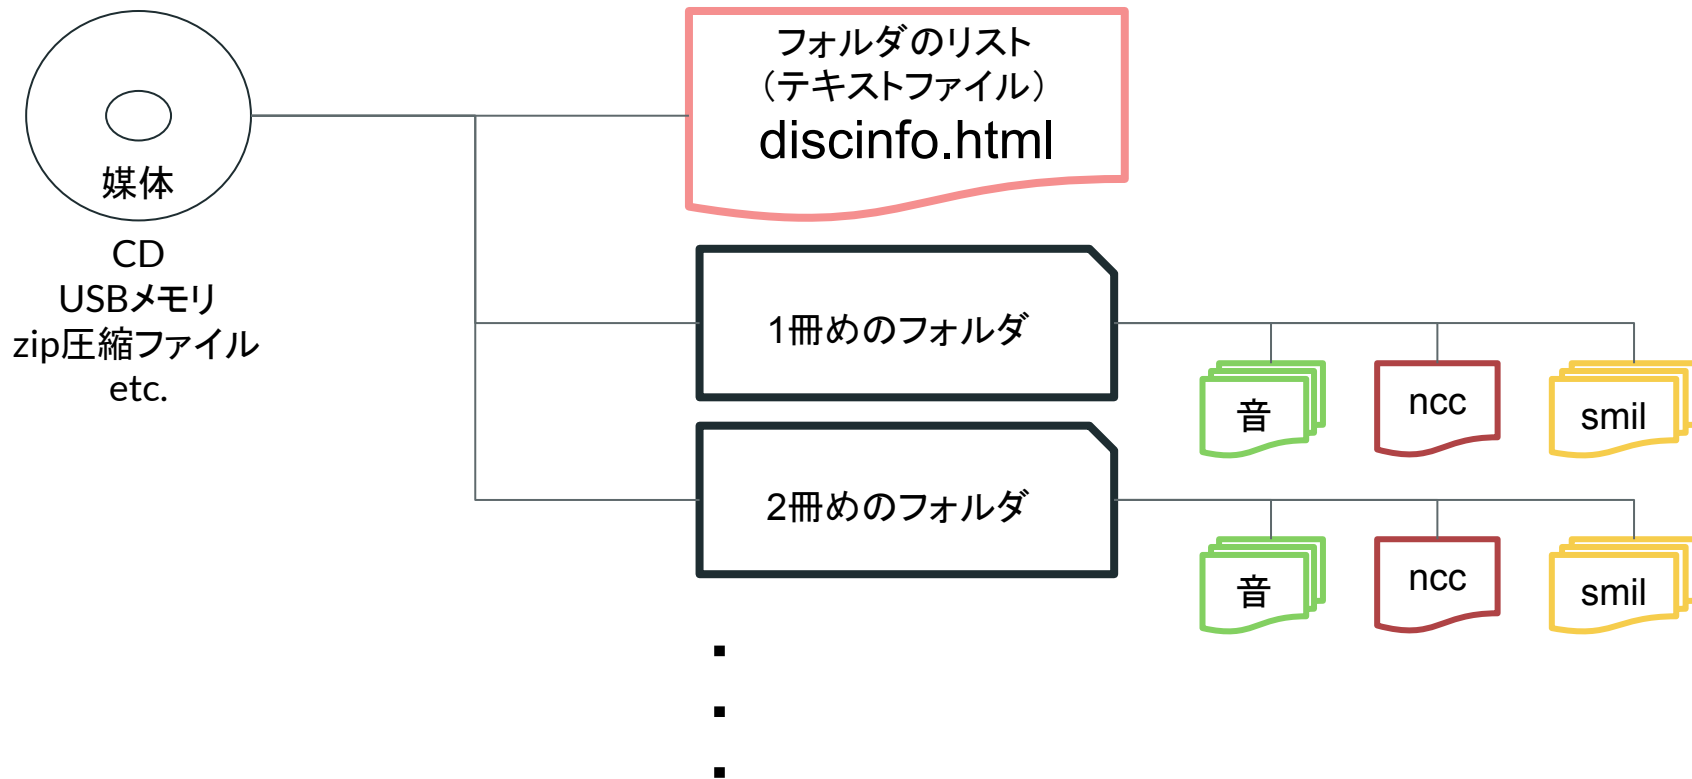 媒体
CD
USBメモリ
zip圧縮ファイル
etc.
フォルダのリスト
（テキストファイル）
discinfo.html
1冊めのフォルダ
音
ncc
smil
2冊めのフォルダ
音
ncc
smil
・
・
・